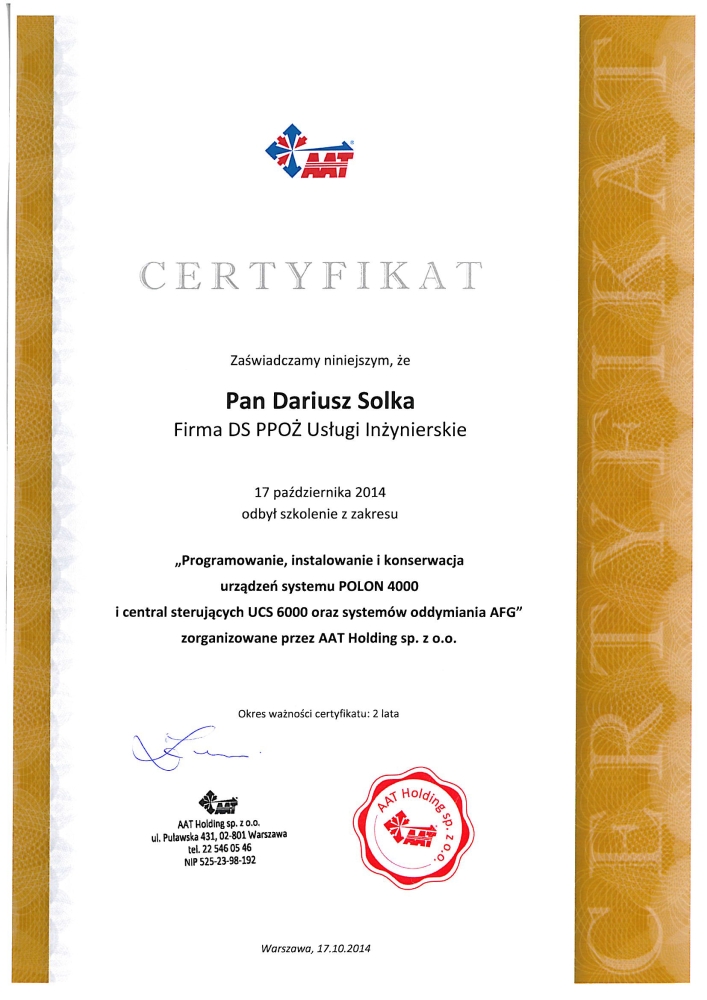 AAT
CERTYFIKAT
Zaświadczamy niniejszym, że
Pan Dariusz Solka
Firma DS PPOŻ Usługi Inżynierskie
17 października 2014
odbył szkolenie z zakresu
„Programowanie, instalowanie i konserwacja
urządzeń systemu POLON 4000
i central sterujących UCS 6000 oraz systemów oddymiania AFG”
zorganizowane przez AAT Holding sp. z o.o.
Okres ważności certyfikatu: 2 lata
AAT
AAT Holding sp. z o.o.
ul. Puławska 431, 02-801 Warszawa
tel. 22 546 05 46
NIP 525-23-98-192
AAT Holding sp. z o.o.
AAT
Warszawa, 17.10.2014
CERTYFIKAT